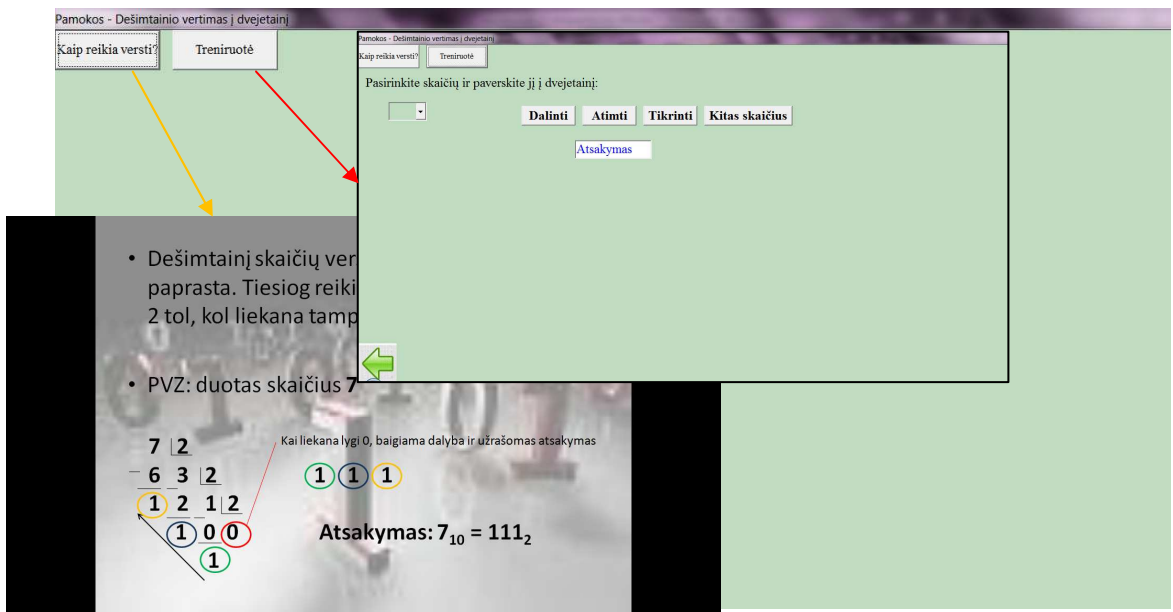 Pamokos - Dešimtainio vertimas į dvejetainį
Kaip reikia versti?
Treniruotė
Pamokos - Dešimtainio vertimas į dvejetainį
Kaip reikia versti?
Treniruotė
Pasirinkite skaičių ir paverskite jį į dvejetainį:
Dalinti Atimti Tikrinti Kitas skaičius
Atsakymas
• Dešimtainį skaičių ver
paprasta. Tiesiog reiki
2 tol, kol liekana tamp
• PVZ: duotas skaičius 7
Kai liekana lygi 0, baigiama dalyba ir užrašomas atsakymas
7 2
- 6 3 2
1 2 1 2
1 0 0
1
1 1 1
Atsakymas: 7₁₀ = 111₂